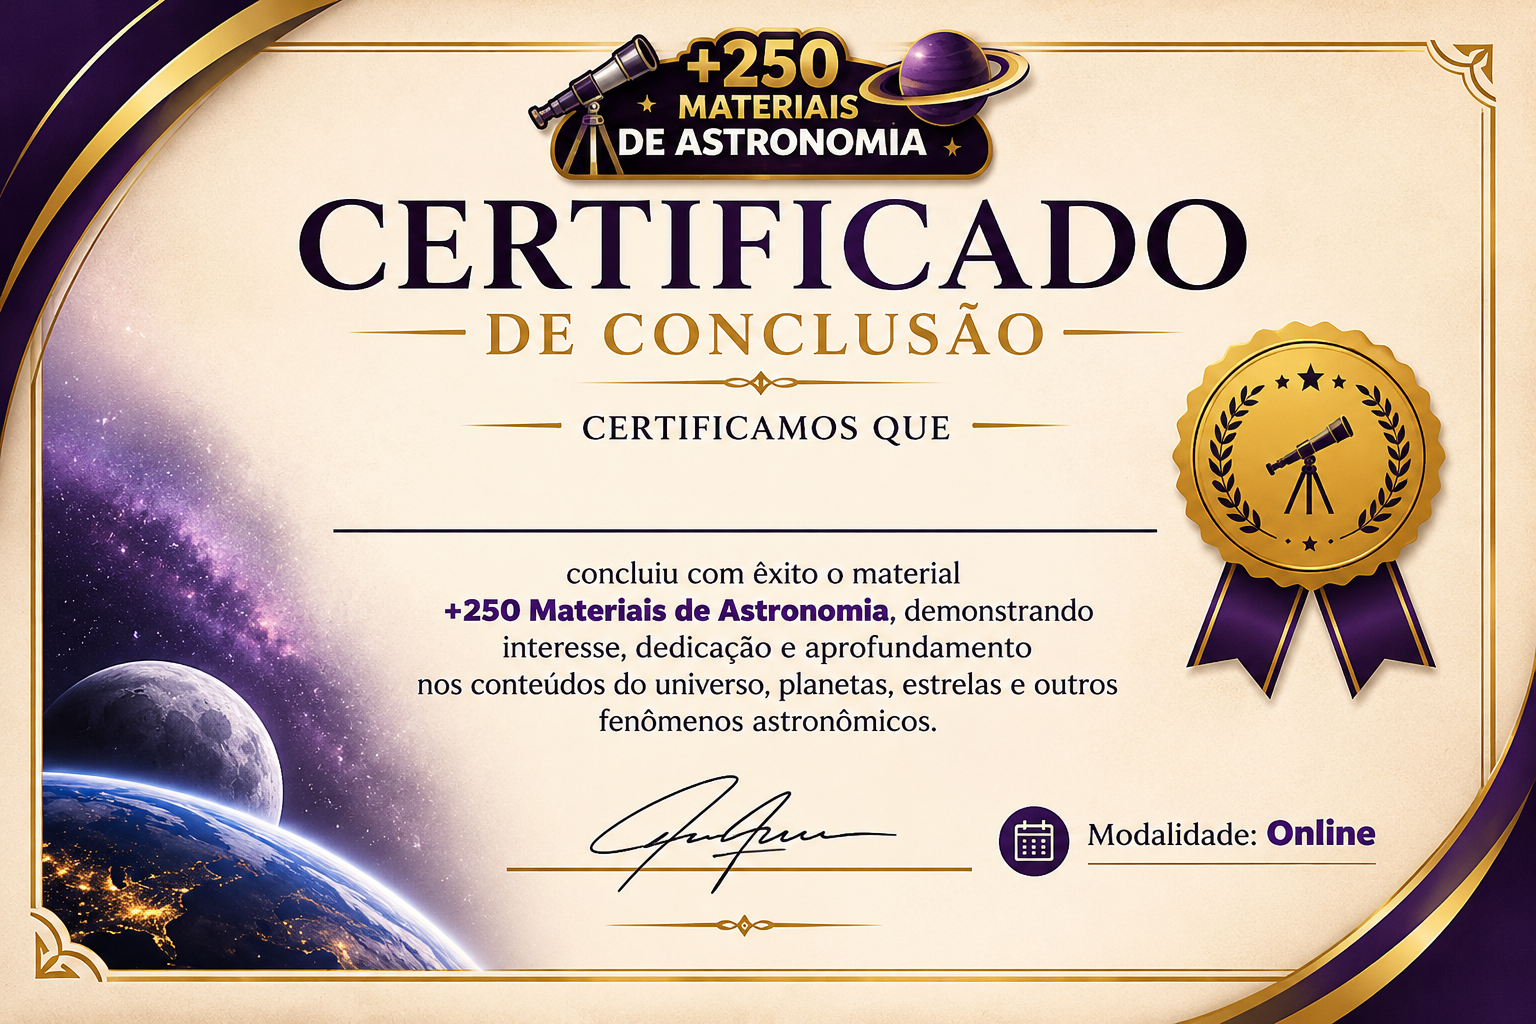 +250
MATERIAIS
DE ASTRONOMIA
CERTIFICADO
DE CONCLUSÃO
CERTIFICAMOS QUE
concluiu com êxito o material
+250 Materiais de Astronomia, demonstrando
interesse, dedicação e aprofundamento
nos conteúdos do universo, planetas, estrelas e outros
fenômenos astronômicos.
Modalidade: Online